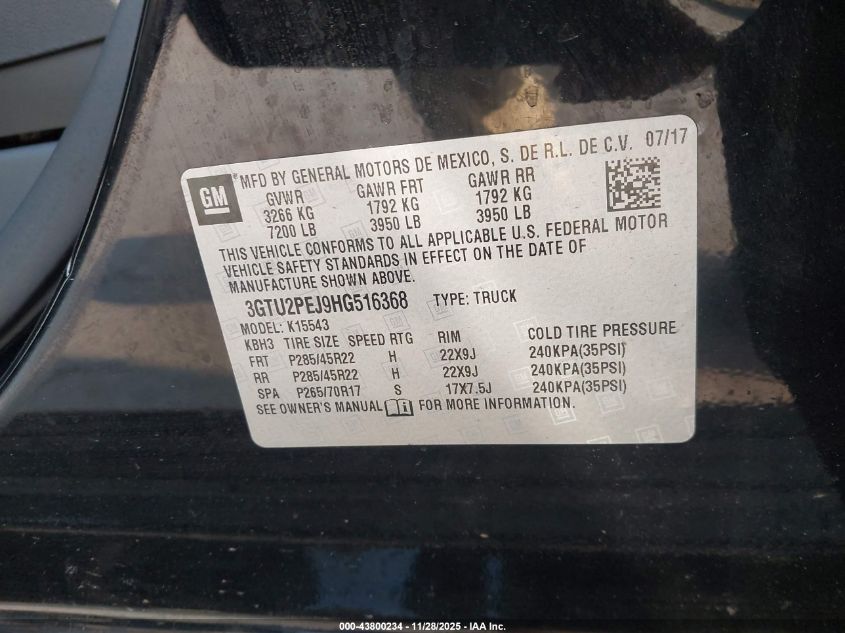 GM
MFD BY GENERAL MOTORS DE MEXICO, S. DE R.L. DE C.V. 07/17
GVWR GAWR FRT GAWR RR
3266 KG 1792 KG 1792 KG
7200 LB 3950 LB 3950 LB
THIS VEHICLE CONFORMS TO ALL APPLICABLE U.S. FEDERAL MOTOR
VEHICLE SAFETY STANDARDS IN EFFECT ON THE DATE OF
MANUFACTURE SHOWN ABOVE.
3GTU2PEJ9HG516368 TYPE: TRUCK
MODEL: K15543
KBH3 TIRE SIZE SPEED RTG RIM COLD TIRE PRESSURE
FRT P285/45R22 H 22X9J 240KPA(35PSI)
RR P285/45R22 H 22X9J 240KPA(35PSI)
SPA P265/70R17 S 17X7.5J 240KPA(35PSI)
SEE OWNER'S MANUAL FOR MORE INFORMATION.
000-43800234 - 11/28/2025 - IAA Inc.